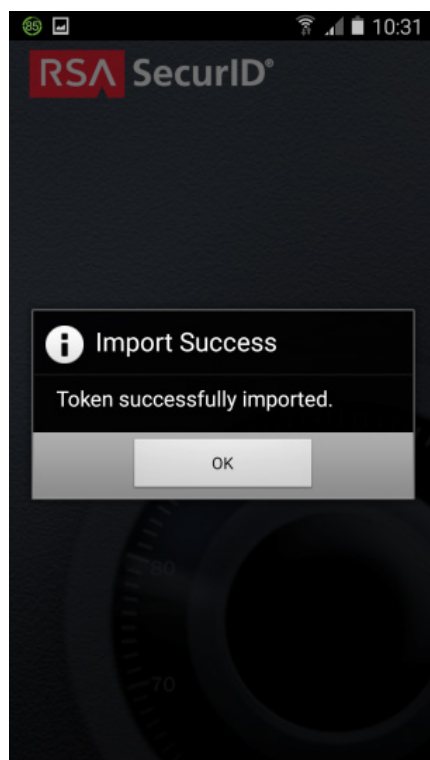 85 10:31
RSA SecurID®
Import Success
Token successfully imported.
OK
80
70